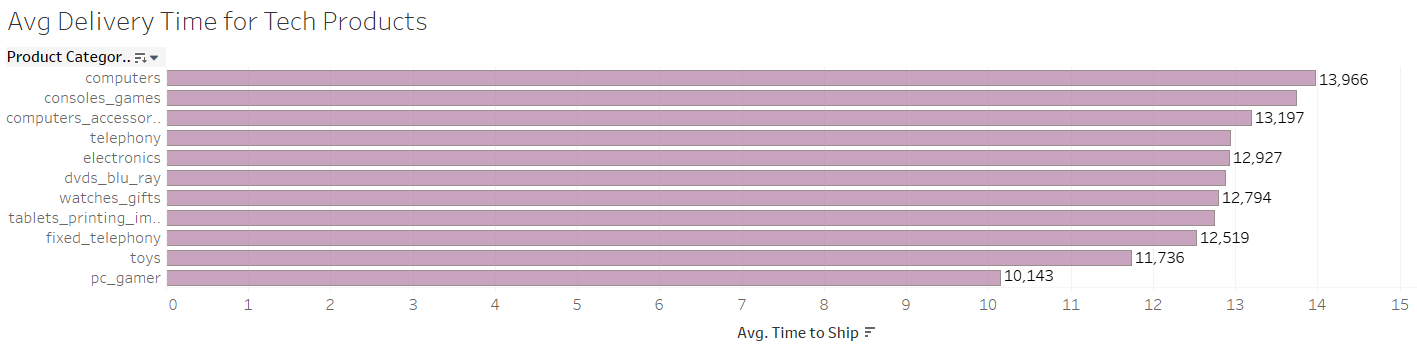 Avg Delivery Time for Tech Products
Product Categor..
computers 13,966
consoles_games
computers_accessor.. 13,197
telephony
electronics 12,927
dvds_blu_ray
watches_gifts 12,794
tablets_printing_im..
fixed_telephony 12,519
toys 11,736
pc_gamer 10,143
0 1 2 3 4 5 6 7 8 9 10 11 12 13 14 15
Avg. Time to Ship